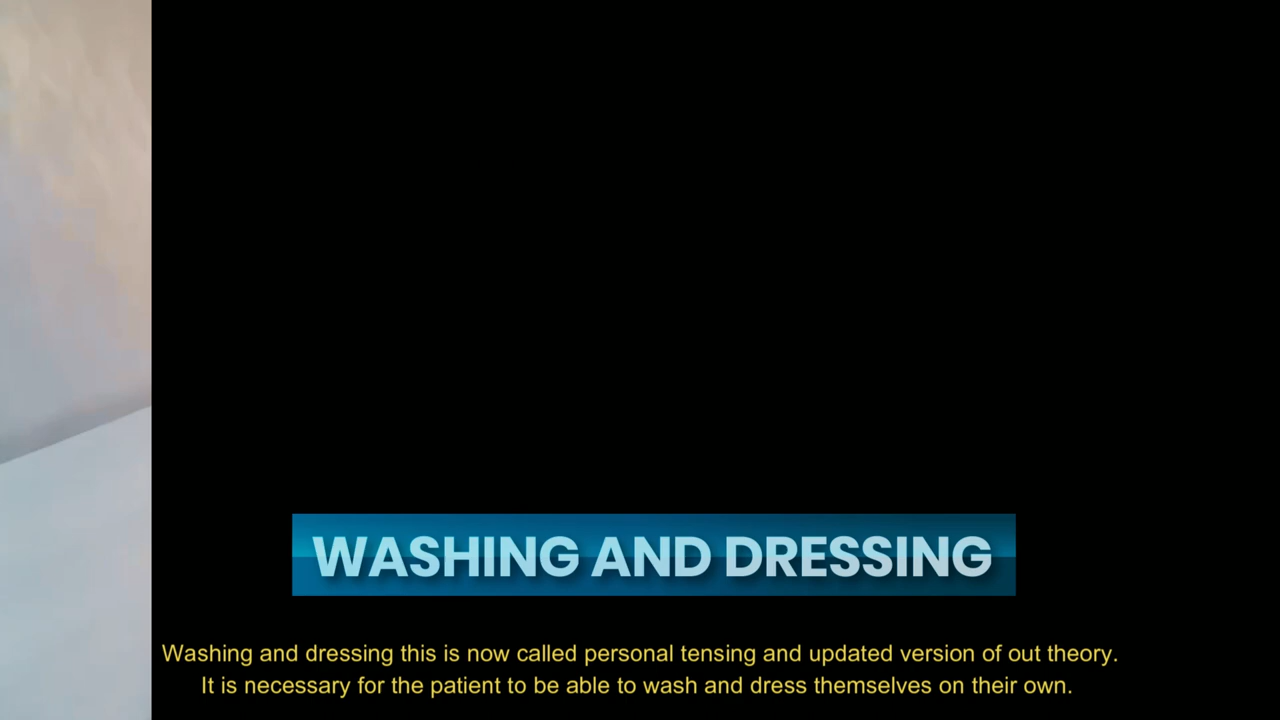 WASHING AND DRESSING
Washing and dressing this is now called personal tensing and updated version of out theory.
It is necessary for the patient to be able to wash and dress themselves on their own.